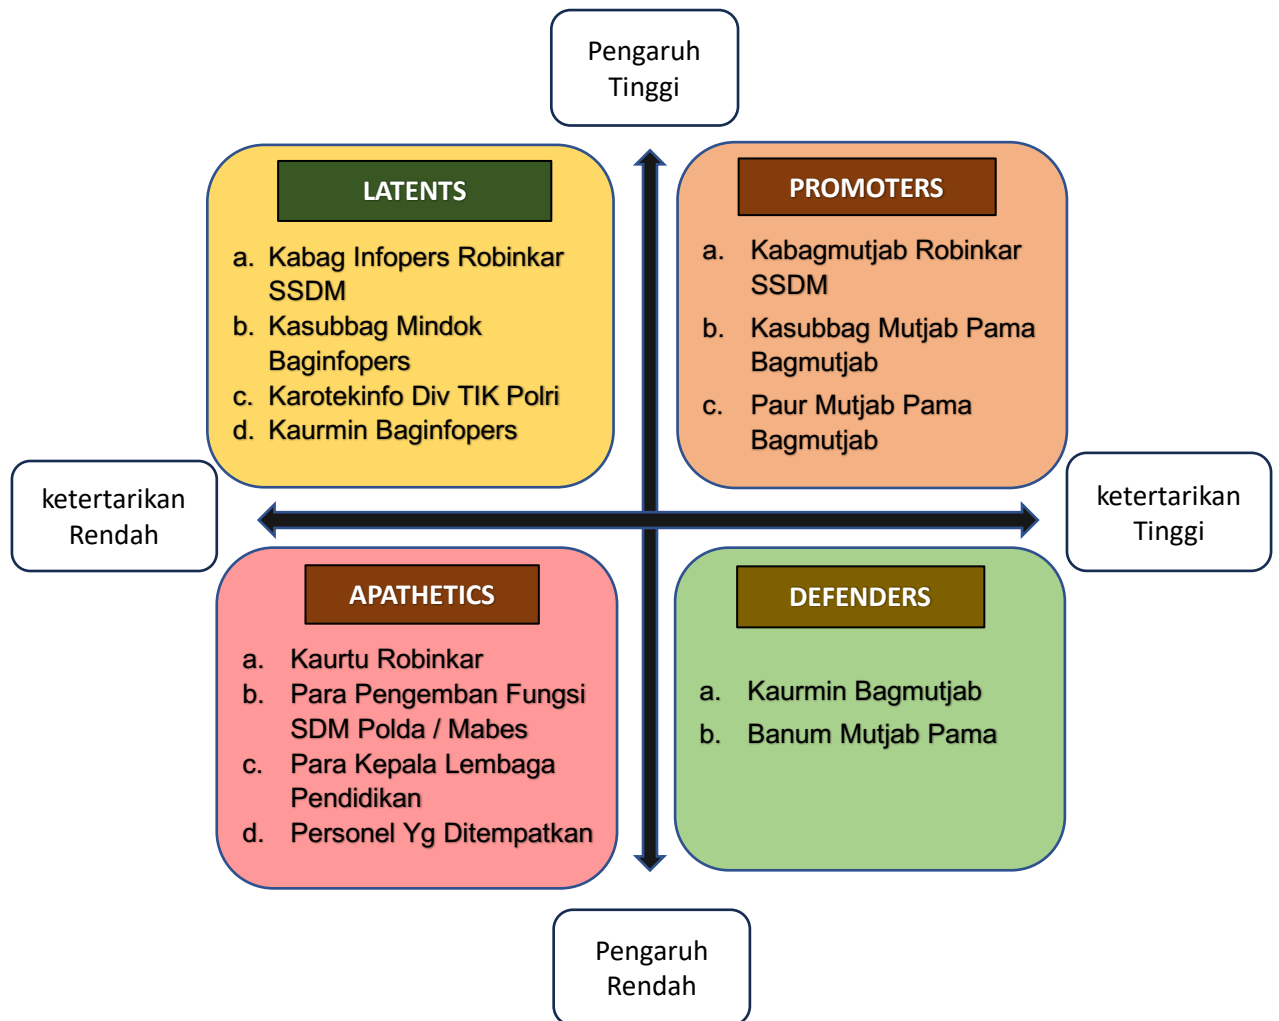 Pengaruh
Tinggi
LATENTS
a. Kabag Infopers Robinkar
SSDM
b. Kasubbag Mindok
Baginfopers
c. Karotekinfo Div TIK Polri
d. Kaurmin Baginfopers
PROMOTERS
a. Kabagmutjab Robinkar
SSDM
b. Kasubbag Mutjab Pama
Bagmutjab
c. Paur Mutjab Pama
Bagmutjab
ketertarikan
Rendah
ketertarikan
Tinggi
APATHETICS
a. Kaurtu Robinkar
b. Para Pengemban Fungsi
SDM Polda / Mabes
c. Para Kepala Lembaga
Pendidikan
d. Personel Yg Ditempatkan
DEFENDERS
a. Kaurmin Bagmutjab
b. Banum Mutjab Pama
Pengaruh
Rendah